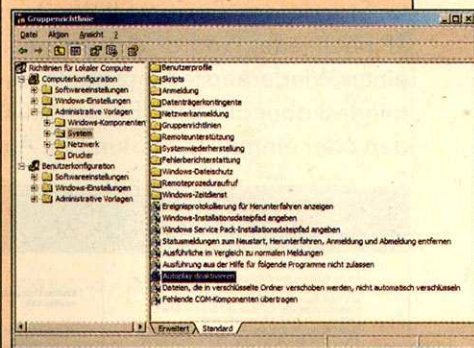 Gruppenrichtlinie
Datei Aktion Ansicht ?
Richtlinien für Lokaler Computer
Computerkonfiguration
Softwareeinstellungen
Windows-Einstellungen
Administrative Vorlagen
Windows-Komponenten
System
Netzwerk
Drucker
Benutzerkonfiguration
Softwareeinstellungen
Windows-Einstellungen
Administrative Vorlagen
Benutzerprofile
Skripts
Anmeldung
Datenträgerkontingente
Netzwerkanmeldung
Gruppenrichtlinien
Remoteunterstützung
Systemwiederherstellung
Fehlerberichterstattung
Windows-Dateischutz
Remoteprozeduraufruf
Windows-Zeitdienst
Ereignisprotokollierung für Herunterfahren anzeigen
Windows-Installationsdateipfad angeben
Windows Service Pack-Installationsdateipfad angeben
Statusmeldungen zum Neustart, Herunterfahren, Anmeldung und Abmeldung entfernen
Ausführliche im Vergleich zu normalen Meldungen
Ausführung aus der Hilfe für folgende Programme nicht zulassen
Autoplay deaktivieren
Dateien, die in verschlüsselte Ordner verschoben werden, nicht automatisch verschlüsseln
Fehlende COM-Komponenten übertragen
Erweitert Standard